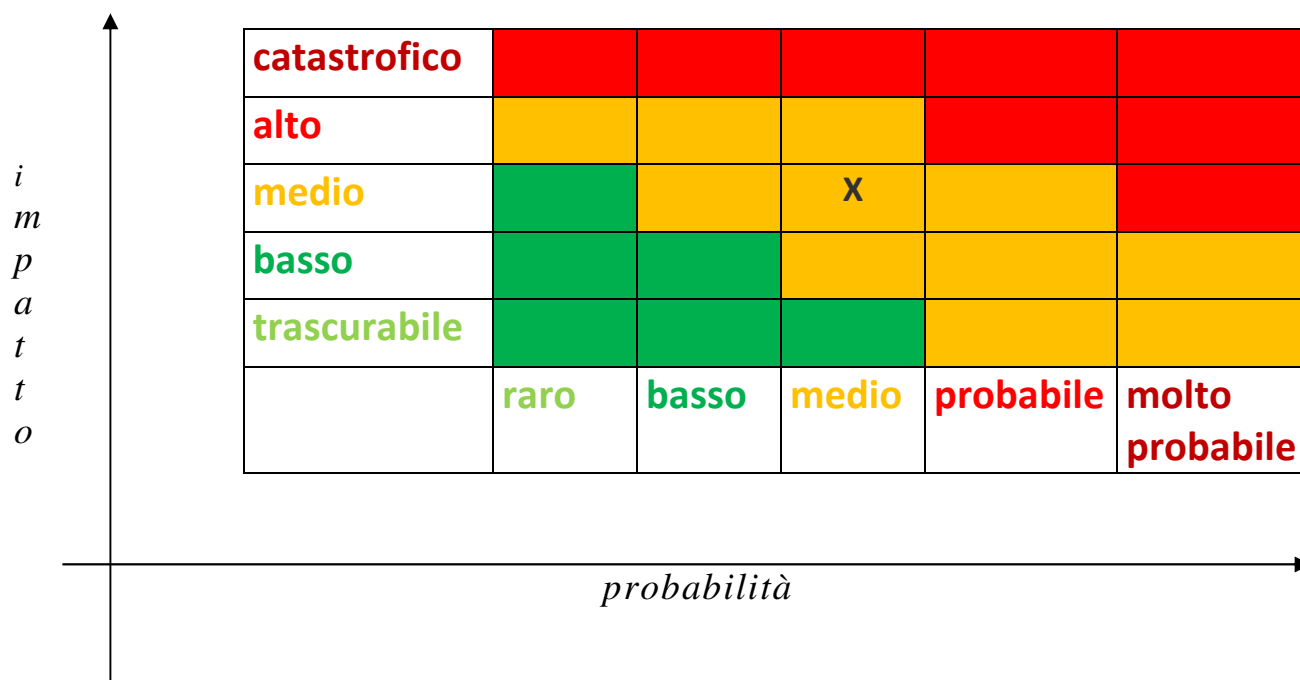 catastrofico
alto
medio
X
basso
trascurabile
raro
basso
medio
probabile
molto
probabile
i
m
p
a
t
t
o
probabilità